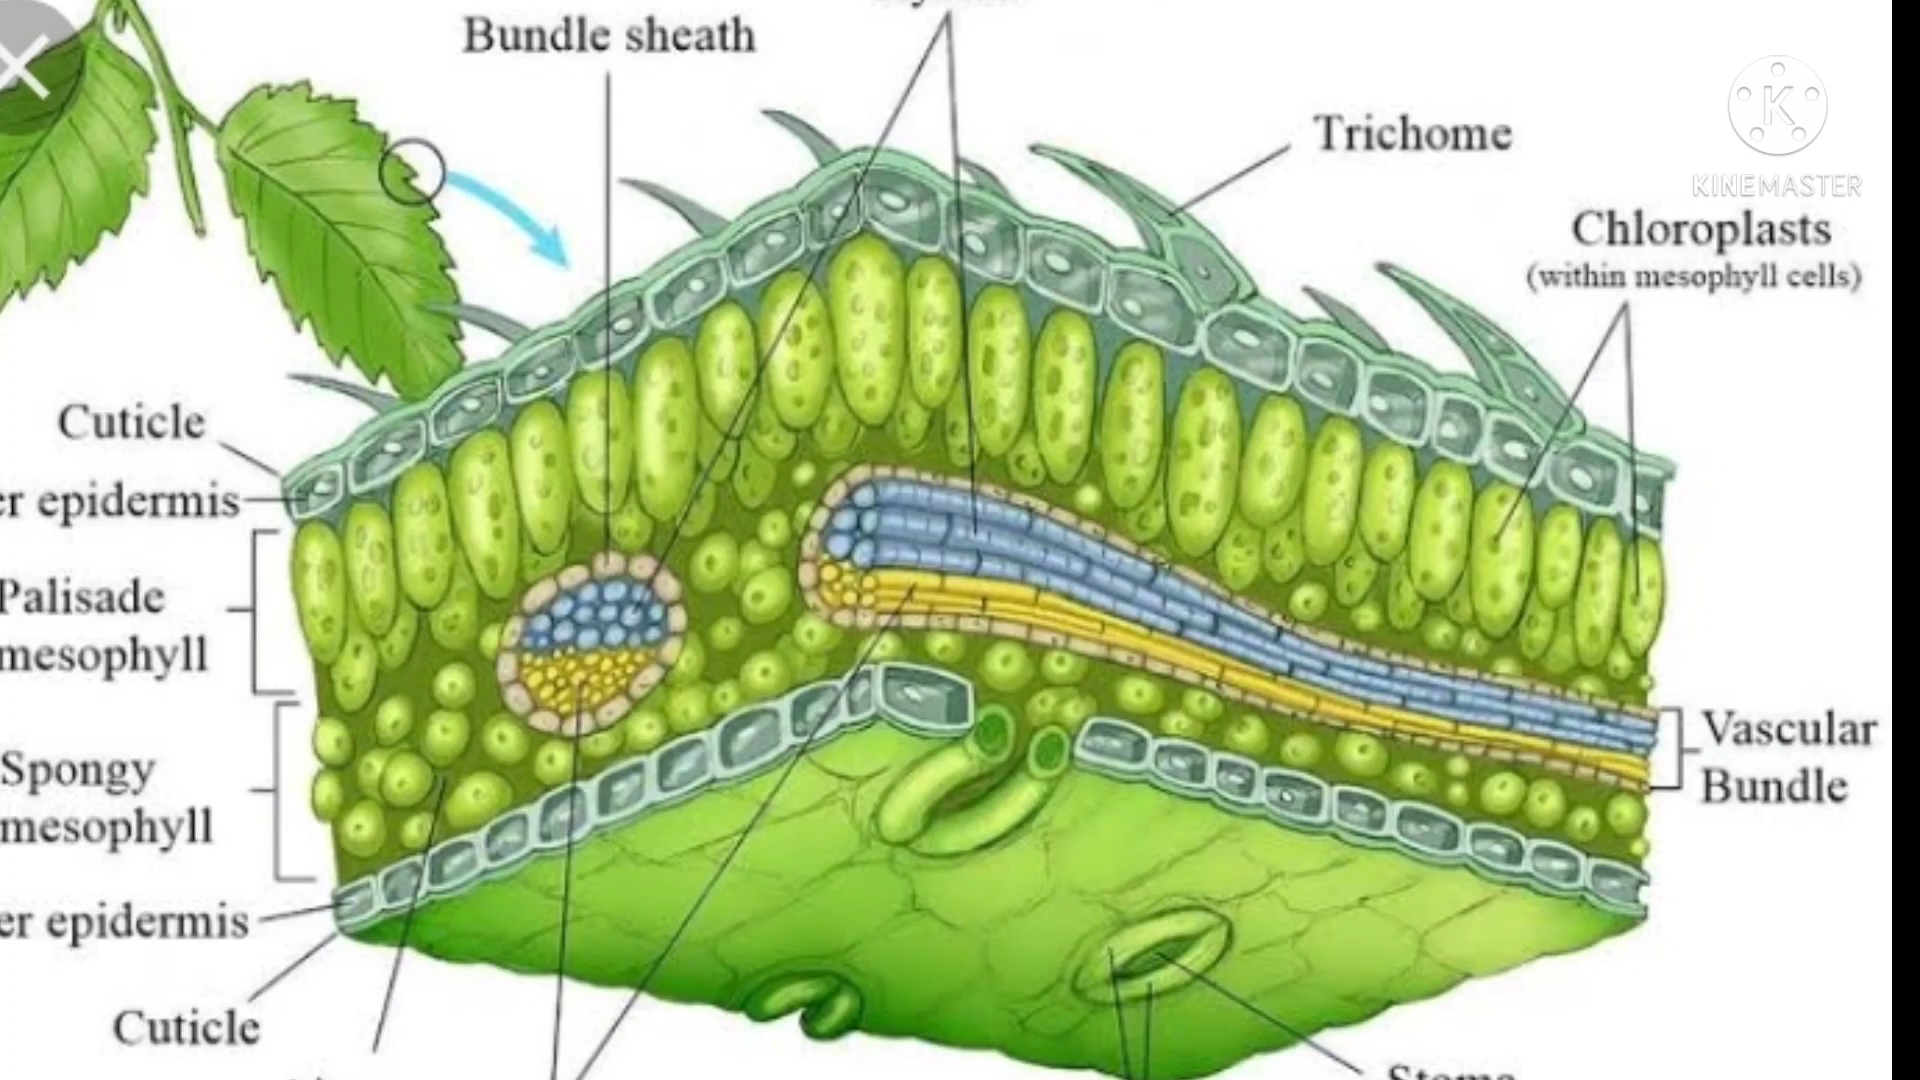 Bundle sheath
Trichome
KINEMASTER
Chloroplasts
(within mesophyll cells)
Cuticle
er epidermis
Palisade
mesophyll
Spongy
mesophyll
Vascular
Bundle
er epidermis
Cuticle
Stoma